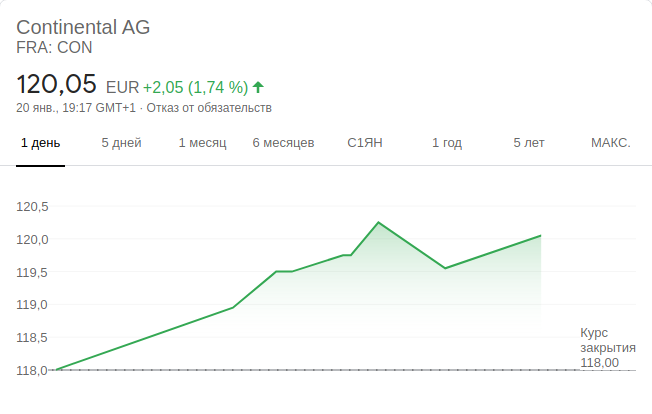 Continental AG
FRA: CON
120,05 EUR +2,05 (1,74 %)
20 янв., 19:17 GMT+1 · Отказ от обязательств
1 день 5 дней 1 месяц 6 месяцев С1ЯН 1 год 5 лет МАКС.
120,5
120,0
119,5
119,0
118,5
118,0
Курс
закрытия
118,00